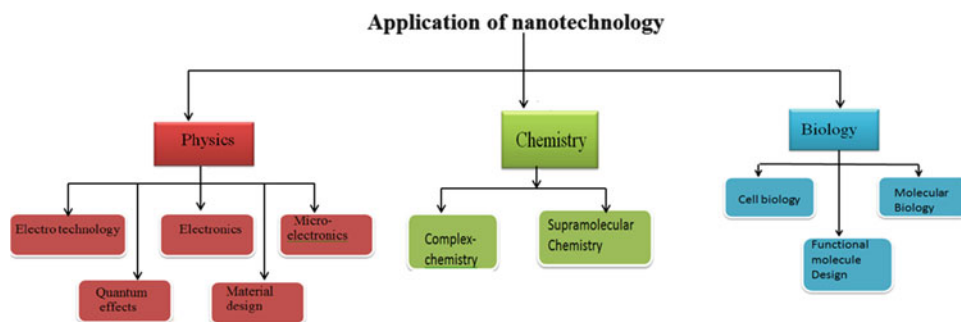 Application of nanotechnology
Physics
Chemistry
Biology
Electro technology
Quantum
effects
Electronics
Material
design
Micro-
electronics
Complex-
chemistry
Supramolecular
Chemistry
Cell biology
Functional
molecule
Design
Molecular
Biology